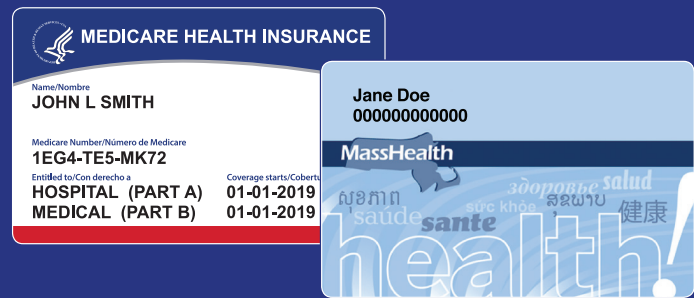 MEDICARE HEALTH INSURANCE
Name/Nombre
JOHN L SMITH
Medicare Number/Número de Medicare
1EG4-TE5-MK72
Entitled to/Con derecho a
Coverage starts/Cobertu
HOSPITAL (PART A) 01-01-2019
MEDICAL (PART B) 01-01-2019
Jane Doe
000000000000
MassHealth
здоровье salud
សុខភាព sức khỏe ສຸຂພາບ 健康
saúde sante
health!